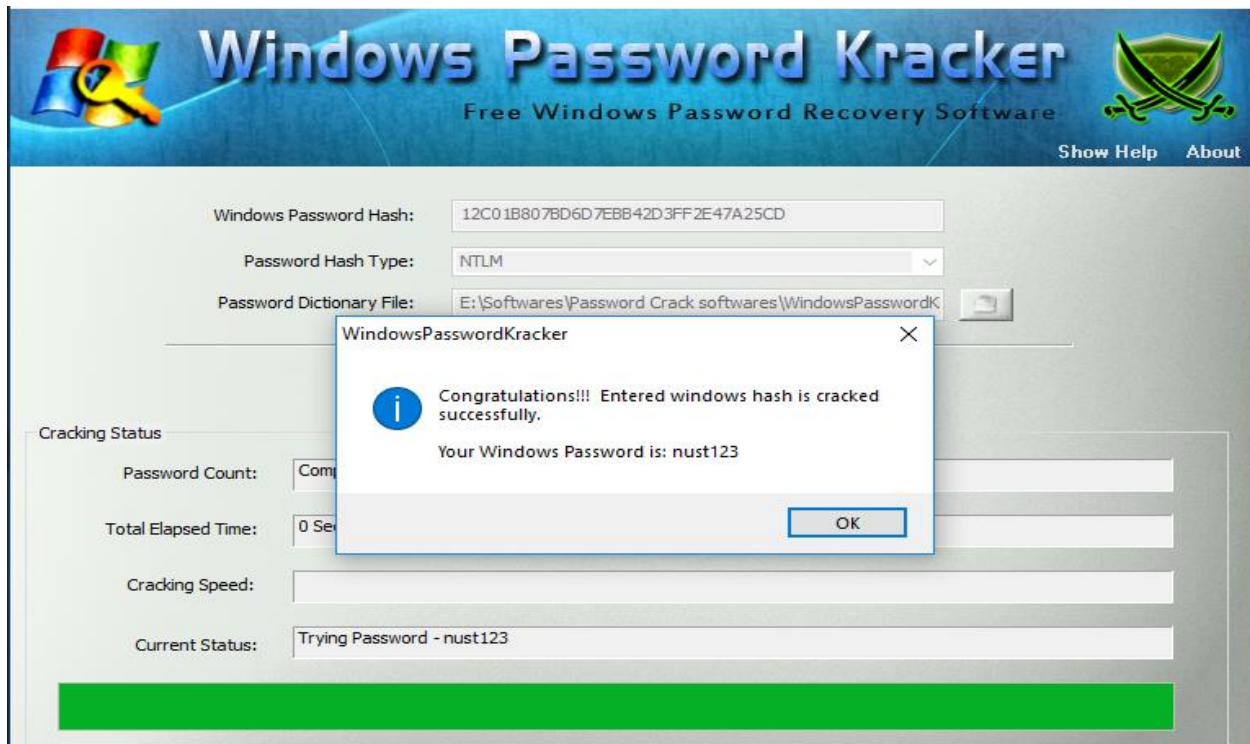 Windows Password Kracker
Free Windows Password Recovery Software
Show Help About
Windows Password Hash: 12C01B807BD6D7EBB42D3FF2E47A25CD
Password Hash Type: NTLM
Password Dictionary File: E:\Softwares\Password Crack softwares\WindowsPasswordK
WindowsPasswordKracker
Congratulations!!! Entered windows hash is cracked
successfully.
Your Windows Password is: nust123
OK
Cracking Status
Password Count:
Total Elapsed Time: 0
Cracking Speed:
Current Status: Trying Password - nust123